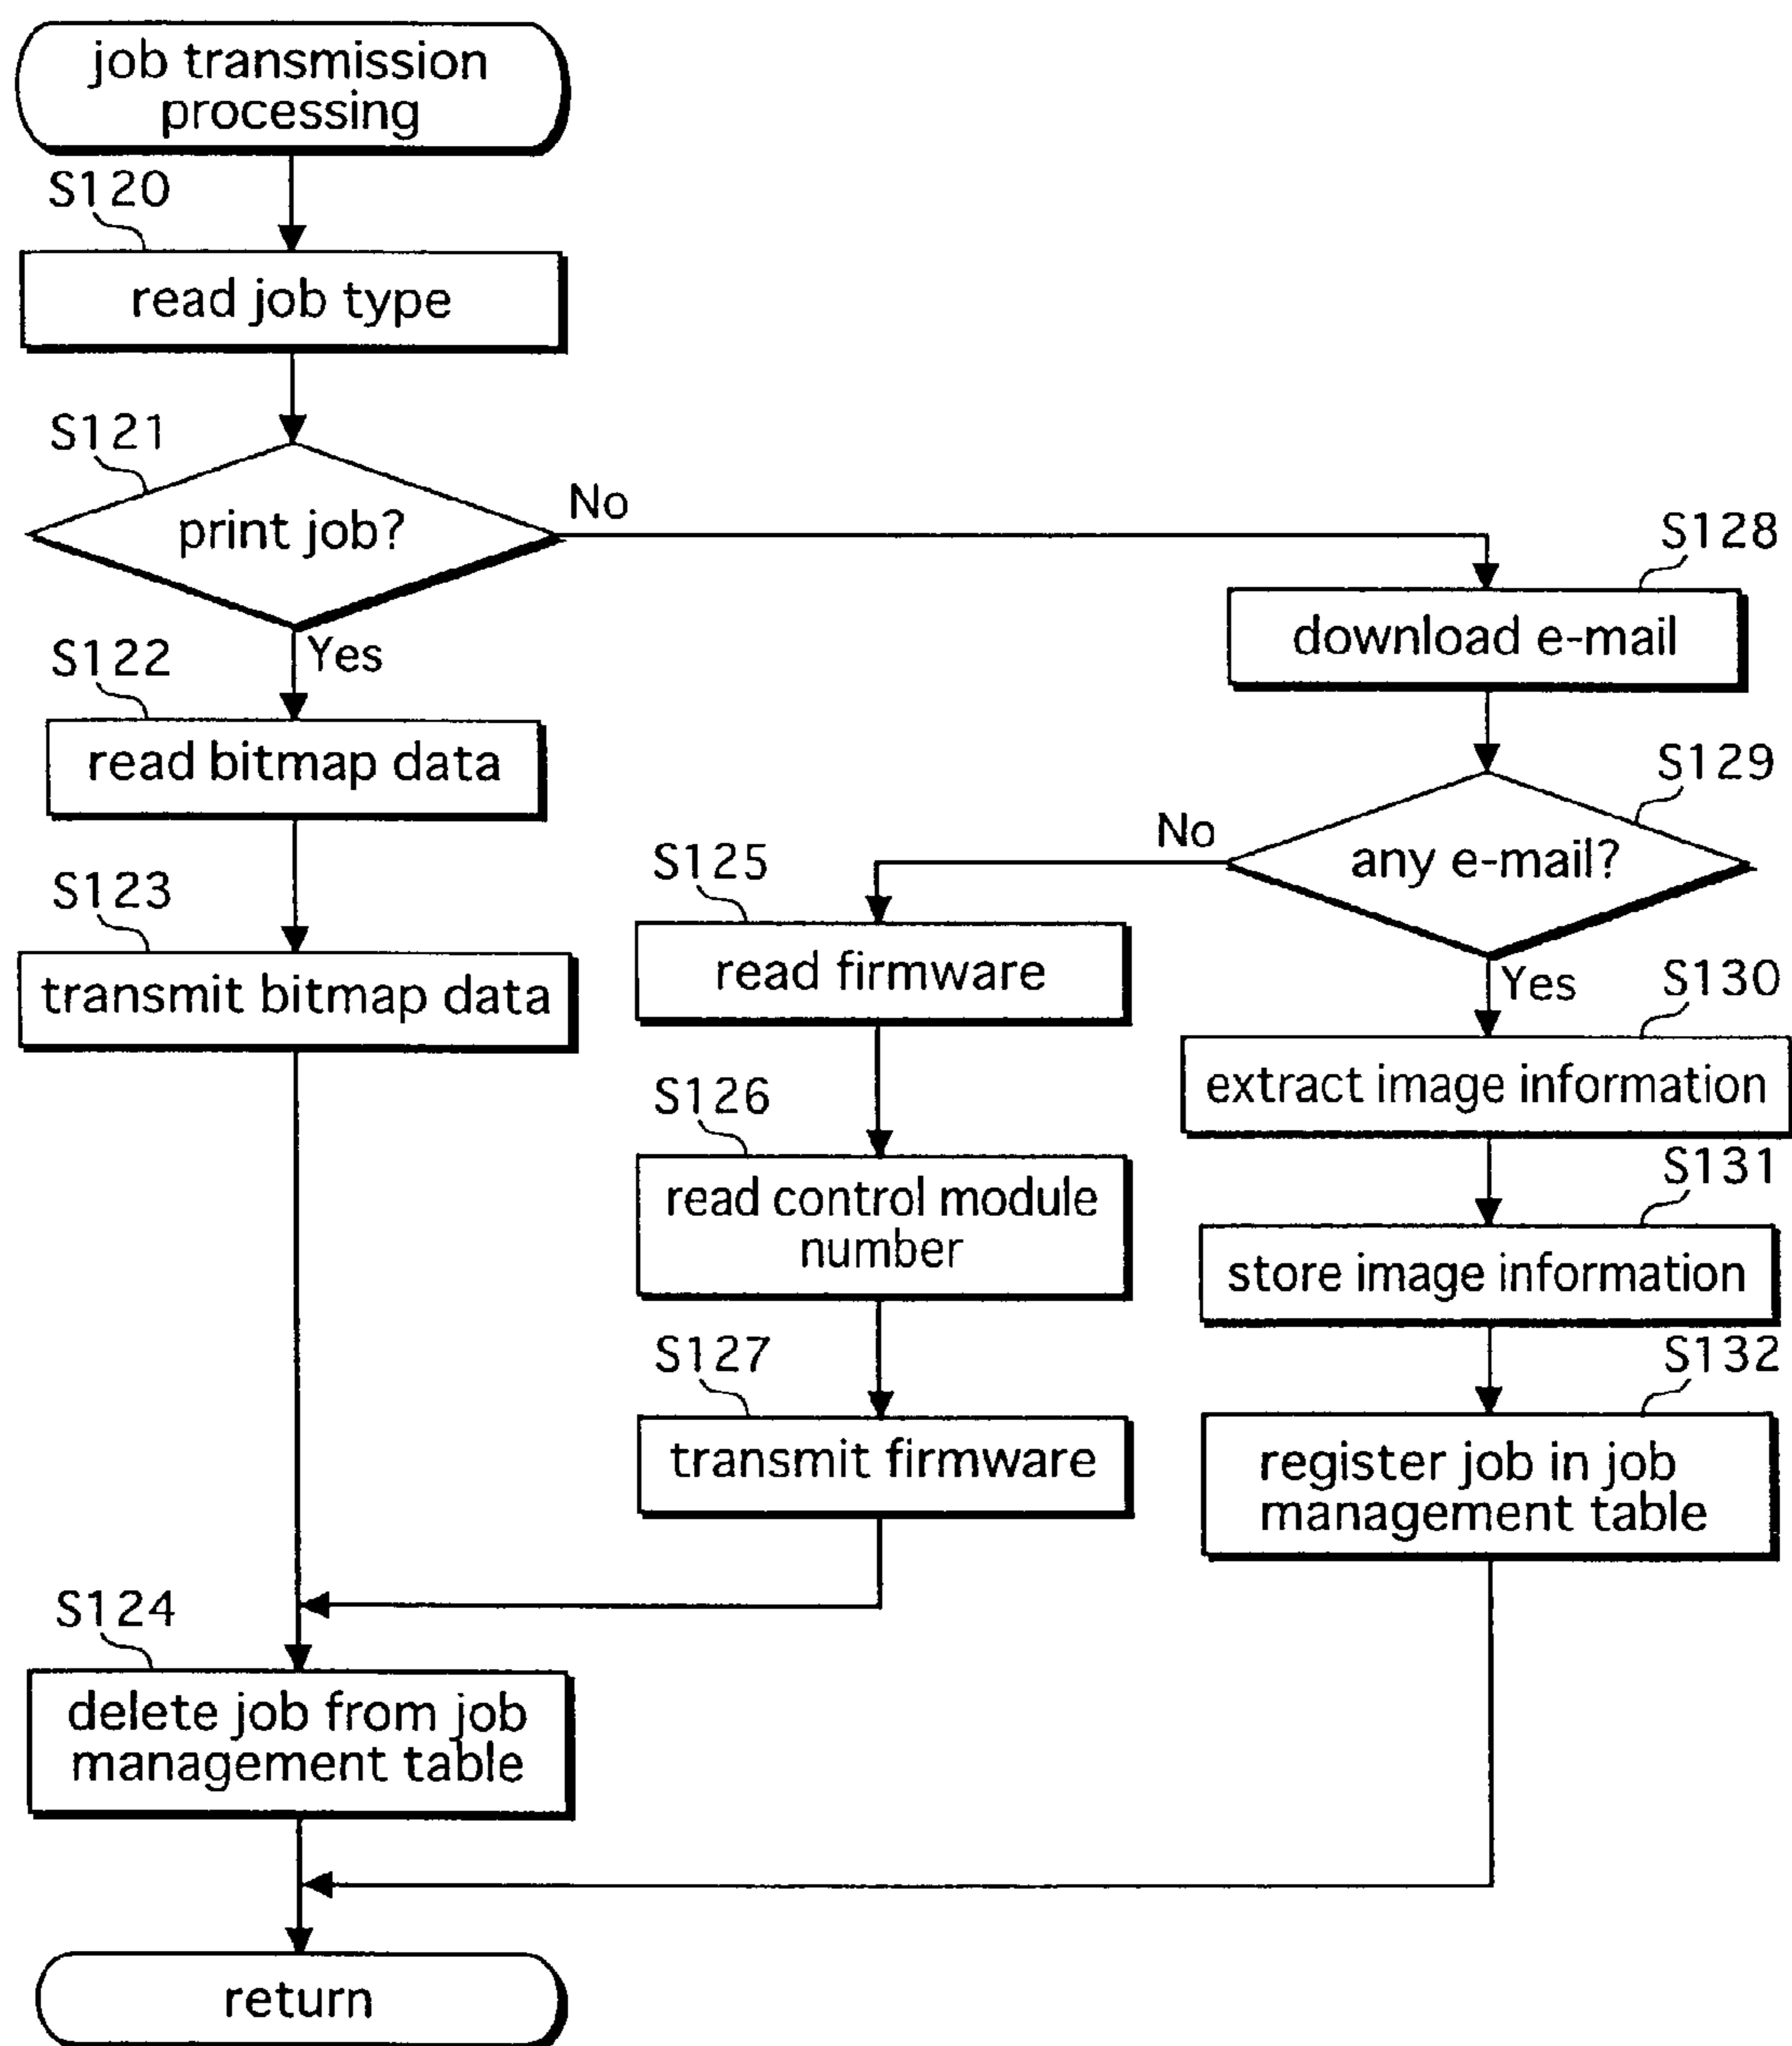 job transmission
processing
S120
read job type
S121
print job?
No
Yes
S122
read bitmap data
S123
transmit bitmap data
S128
download e-mail
S129
any e-mail?
No
Yes
S125
read firmware
S126
read control module
number
S127
transmit firmware
S130
extract image information
S131
store image information
S132
register job in job
management table
S124
delete job from job
management table
return